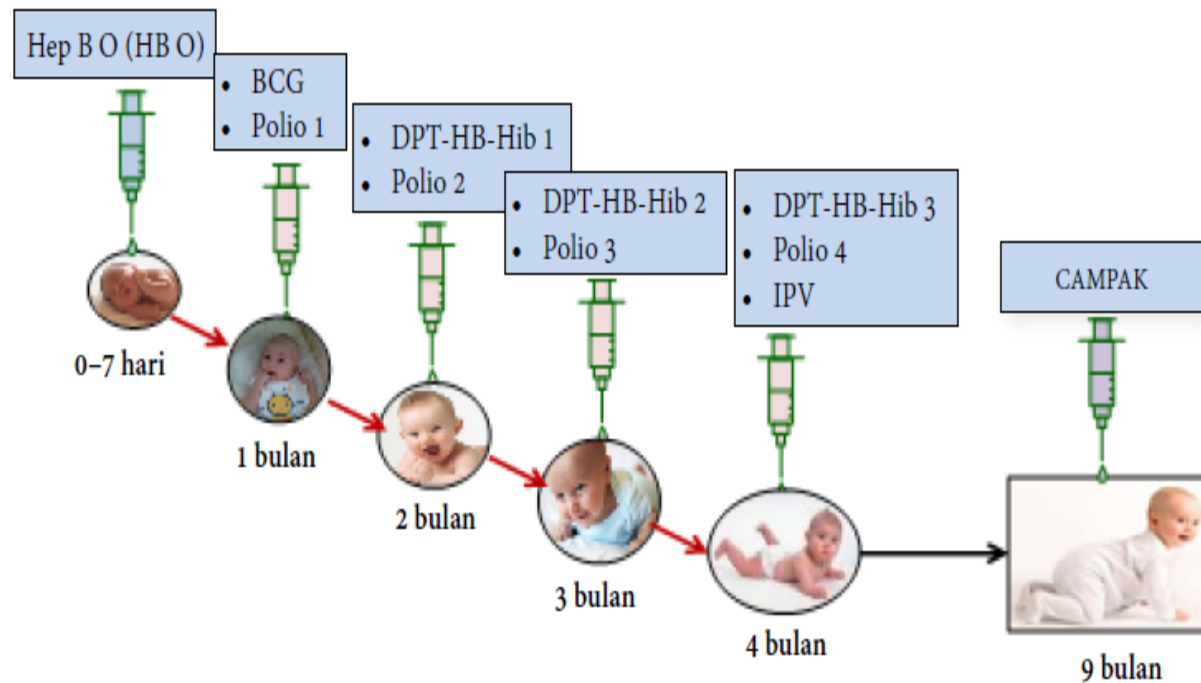 Hep B O (HB O)
• BCG
• Polio 1
• DPT-HB-Hib 1
• Polio 2
• DPT-HB-Hib 2
• Polio 3
• DPT-HB-Hib 3
• Polio 4
• IPV
CAMPAK
0–7 hari
1 bulan
2 bulan
3 bulan
4 bulan
9 bulan